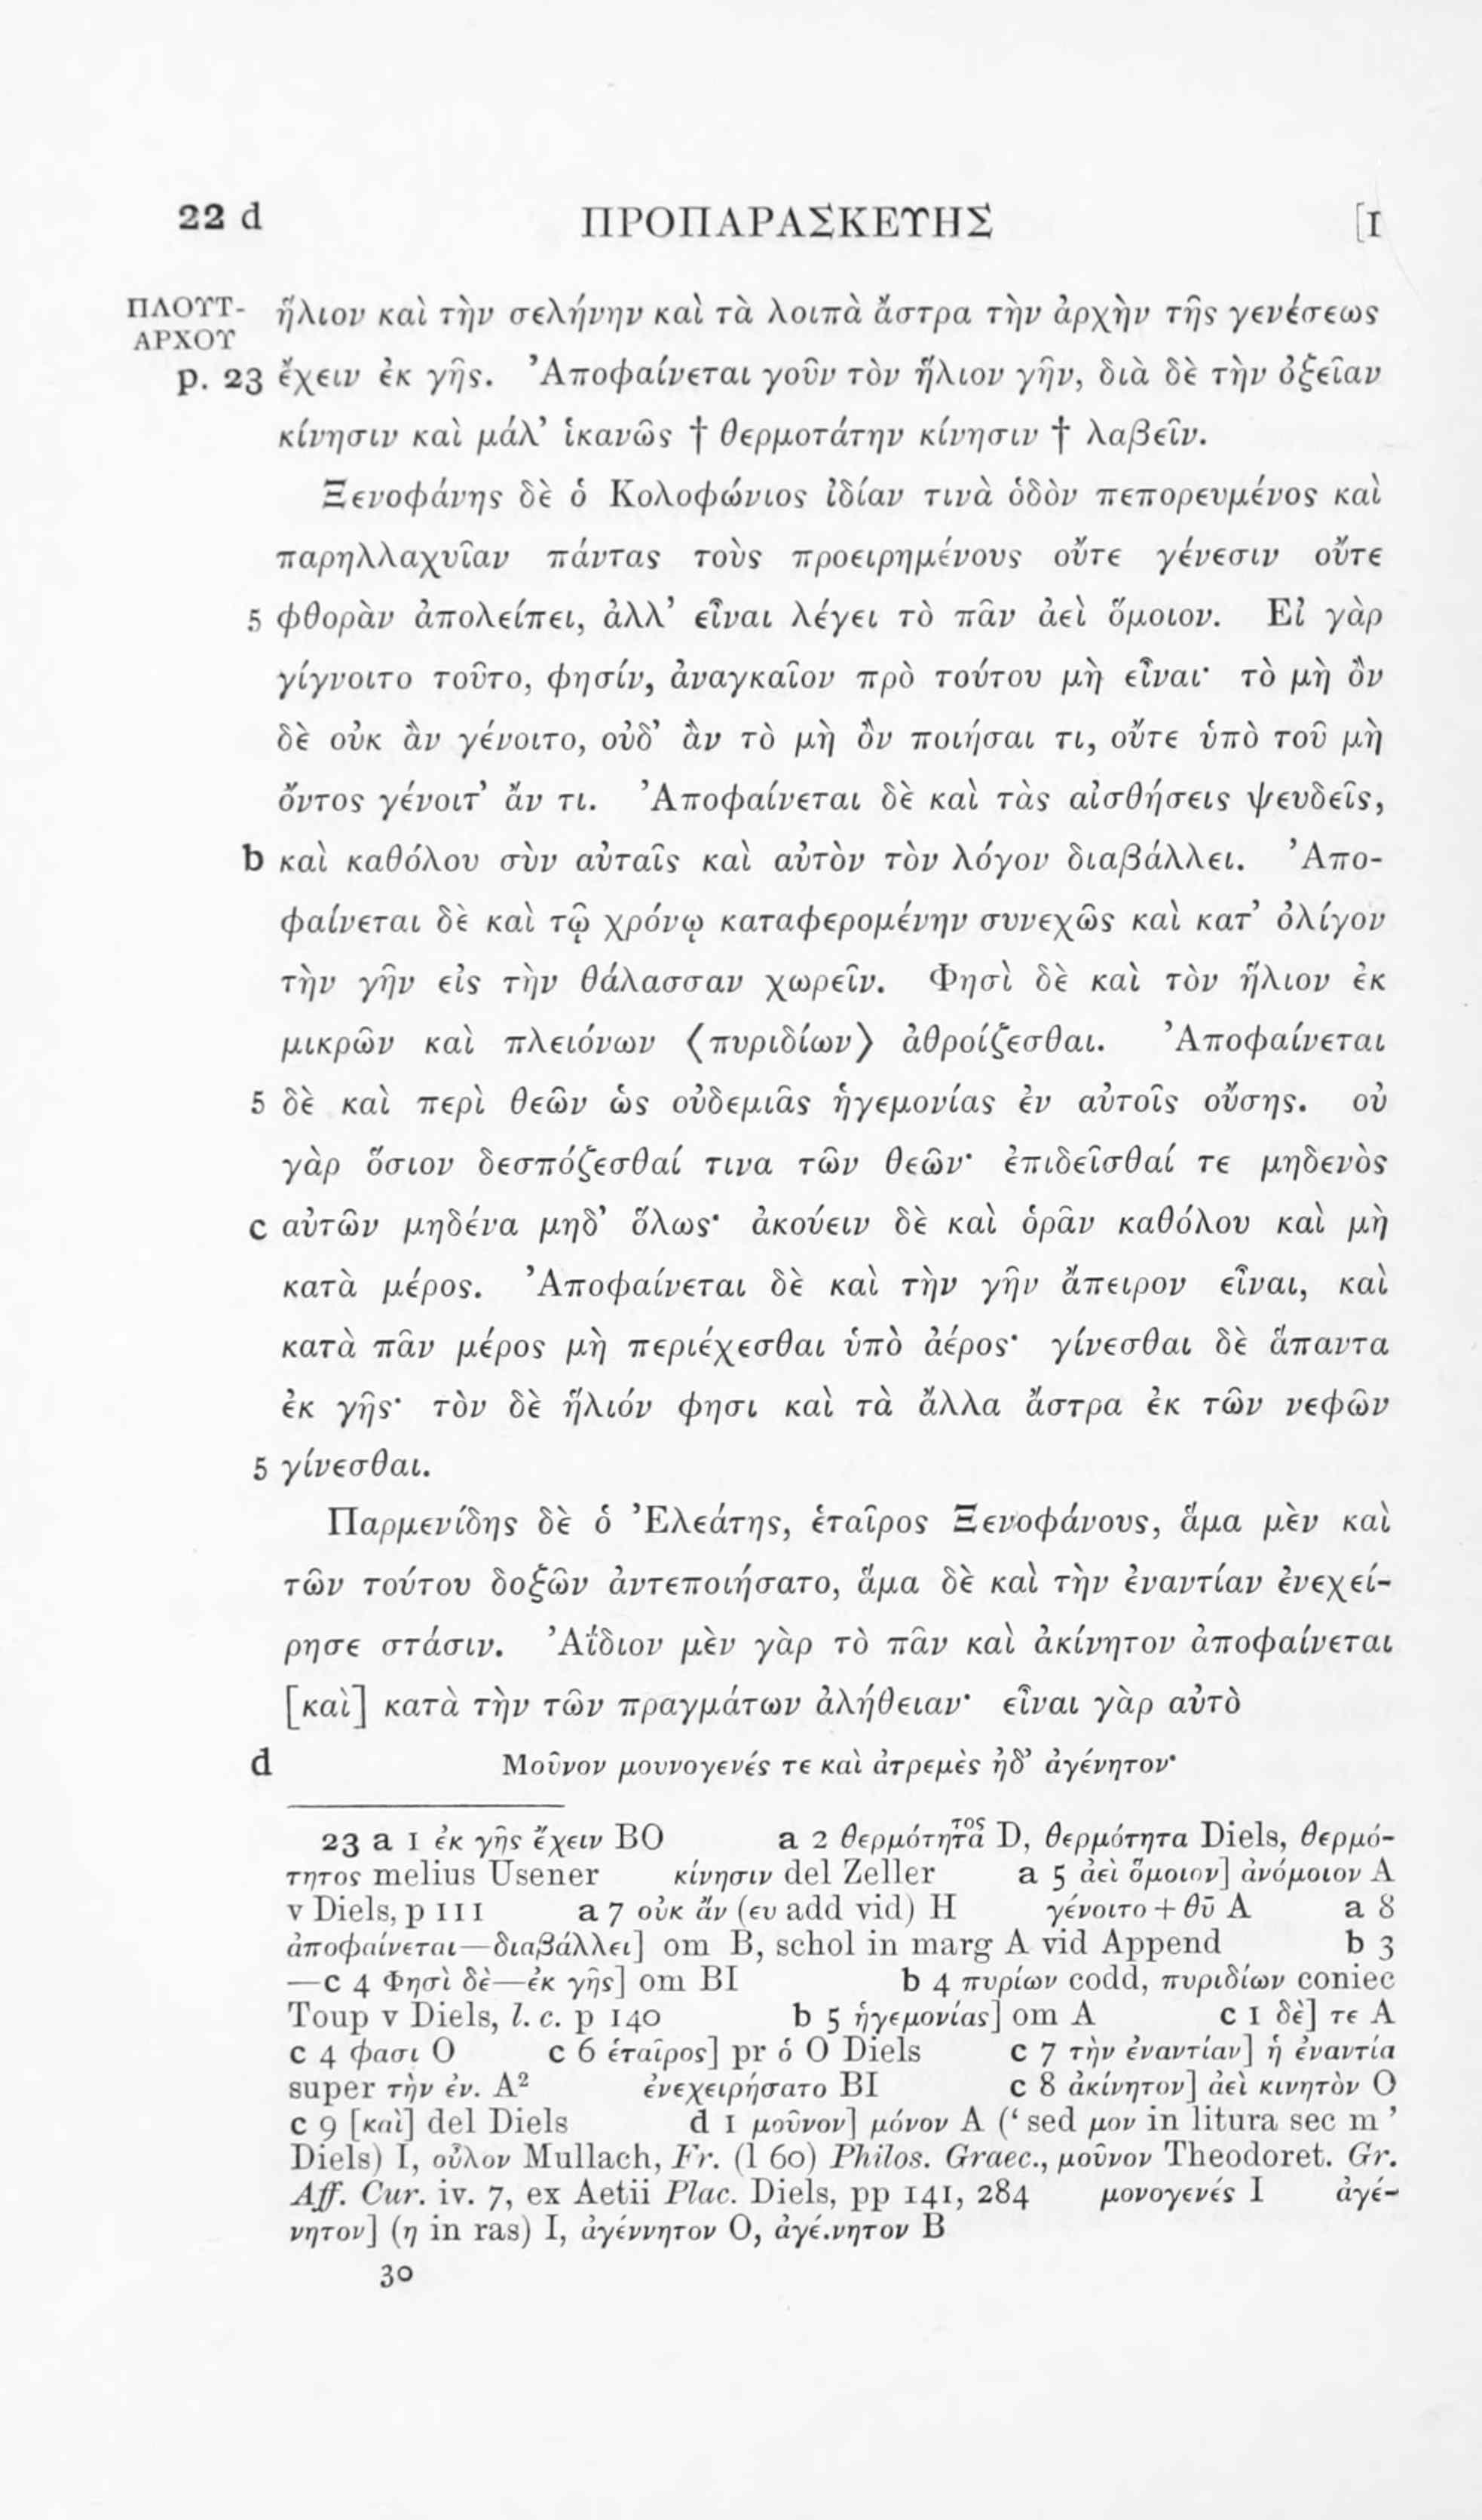 22 d ΠΡΟΠΑΡΑΣΚΕΥΗΣ [I
ΠΛΟΥΤ- ἥλιον καὶ τὴν σελήνην καὶ τὰ λοιπὰ ἄστρα τὴν ἀρχὴν τῆς γενέσεως
ΑΡΧΟΥ
p. 23 ἔχειν ἐκ γῆς. Ἀποφαίνεται γοῦν τὸν ἥλιον γῆν, διὰ δὲ τὴν ὀξεῖαν
κίνησιν καὶ μάλ’ ἱκανῶς † θερμοτάτην κίνησιν † λαβεῖν.
Ξενοφάνης δὲ ὁ Κολοφώνιος ἰδίαν τινὰ ὁδὸν πεπορευμένος καὶ
παρηλλαχυῖαν πάντας τοὺς προειρημένους οὔτε γένεσιν οὔτε
5 φθορὰν ἀπολείπει, ἀλλ’ εἶναι λέγει τὸ πᾶν ἀεὶ ὅμοιον. Εἰ γὰρ
γίγνοιτο τοῦτο, φησίν, ἀναγκαῖον πρὸ τούτου μὴ εἶναι· τὸ μὴ ὂν
δὲ οὐκ ἂν γένοιτο, οὐδ’ ἂν τὸ μὴ ὂν ποιήσαι τι, οὔτε ὑπὸ τοῦ μὴ
ὄντος γένοιτ’ ἄν τι. Ἀποφαίνεται δὲ καὶ τὰς αἰσθήσεις ψευδεῖς,
b καὶ καθόλου σὺν αὐταῖς καὶ αὐτὸν τὸν λόγον διαβάλλει. Ἀπο-
φαίνεται δὲ καὶ τῷ χρόνῳ καταφερομένην συνεχῶς καὶ κατ’ ὀλίγον
τὴν γῆν εἰς τὴν θάλασσαν χωρεῖν. Φησὶ δὲ καὶ τὸν ἥλιον ἐκ
μικρῶν καὶ πλειόνων ⟨πυριδίων⟩ ἀθροίζεσθαι. Ἀποφαίνεται
5 δὲ καὶ περὶ θεῶν ὡς οὐδεμιᾶς ἡγεμονίας ἐν αὐτοῖς οὔσης. οὐ
γὰρ ὅσιον δεσπόζεσθαί τινα τῶν θεῶν· ἐπιδεῖσθαί τε μηδενὸς
c αὐτῶν μηδένα μηδ’ ὅλως· ἀκούειν δὲ καὶ ὁρᾶν καθόλου καὶ μὴ
κατὰ μέρος. Ἀποφαίνεται δὲ καὶ τὴν γῆν ἄπειρον εἶναι, καὶ
κατὰ πᾶν μέρος μὴ περιέχεσθαι ὑπὸ ἀέρος· γίνεσθαι δὲ ἅπαντα
ἐκ γῆς· τὸν δὲ ἥλιόν φησι καὶ τὰ ἄλλα ἄστρα ἐκ τῶν νεφῶν
5 γίνεσθαι.
Παρμενίδης δὲ ὁ Ἐλεάτης, ἑταῖρος Ξενοφάνους, ἅμα μὲν καὶ
τῶν τούτου δοξῶν ἀντεποιήσατο, ἅμα δὲ καὶ τὴν ἐναντίαν ἐνεχεί-
ρησε στάσιν. Ἀΐδιον μὲν γὰρ τὸ πᾶν καὶ ἀκίνητον ἀποφαίνεται
[καὶ] κατὰ τὴν τῶν πραγμάτων ἀλήθειαν· εἶναι γὰρ αὐτὸ
d Μοῦνον μουνογενές τε καὶ ἀτρεμὲς ἠδ’ ἀγένητον·
23 a 1 ἐκ γῆς ἔχειν BO a 2 θερμότητα^τος D, θερμότητα Diels, θερμό-
τητος melius Usener κίνησιν del Zeller a 5 ἀεὶ ὅμοιον] ἀνόμοιον A
v Diels, p 111 a 7 οὐκ ἄν (ευ add vid) H γένοιτο + θῡ A a 8
ἀποφαίνεται—διαβάλλει] om B, schol in marg A vid Append b 3
—c 4 Φησὶ δὲ—ἐκ γῆς] om BI b 4 πυρίων codd, πυριδίων coniec
Toup v Diels, l. c. p 140 b 5 ἡγεμονίας] om A c 1 δὲ] τε A
c 4 φασι O c 6 ἑταῖρος] pr ὁ O Diels c 7 τὴν ἐναντίαν] ἡ ἐναντία
super τὴν ἐν. A² ἐνεχειρήσατο BI c 8 ἀκίνητον] ἀεὶ κινητὸν O
c 9 [καὶ] del Diels d 1 μοῦνον] μόνον A (‘sed μον in litura sec m’
Diels) I, οὖλον Mullach, Fr. (l 60) Philos. Graec., μοῦνον Theodoret. Gr.
Aff. Cur. iv. 7, ex Aetii Plac. Diels, pp 141, 284 μονογενές I ἀγέ-
νητον] (η in ras) I, ἀγέννητον O, ἀγέ.νητον B
30